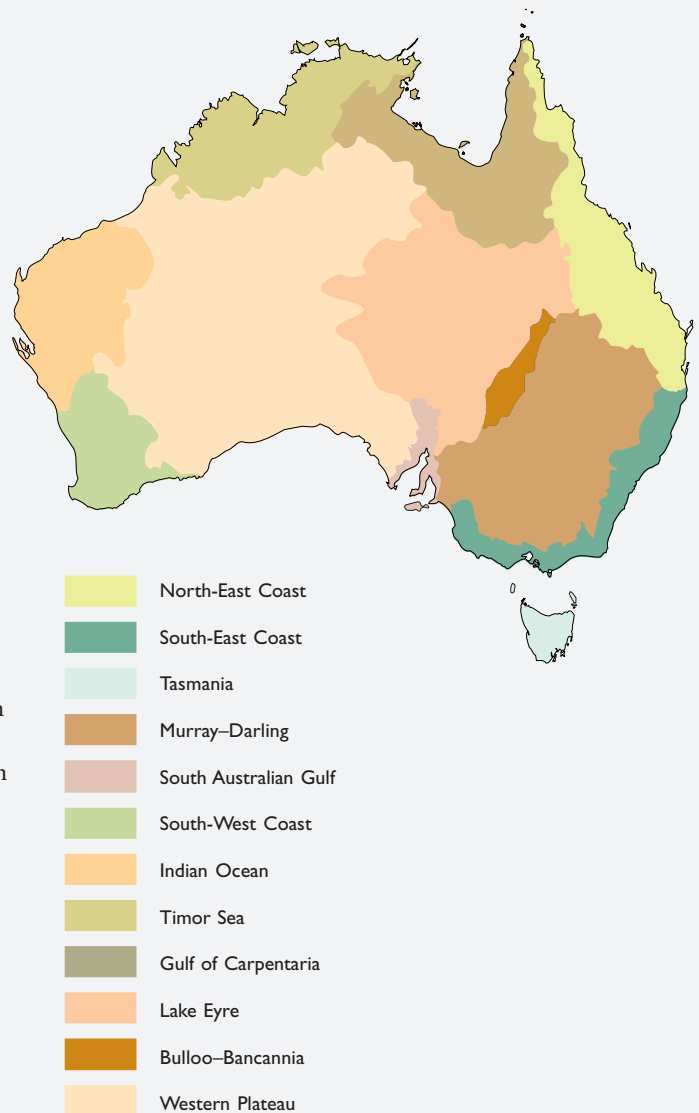 North-East Coast
South-East Coast
Tasmania
n
Murray–Darling
n
South Australian Gulf
South-West Coast
Indian Ocean
Timor Sea
Gulf of Carpentaria
Lake Eyre
Bulloo–Bancannia
Western Plateau